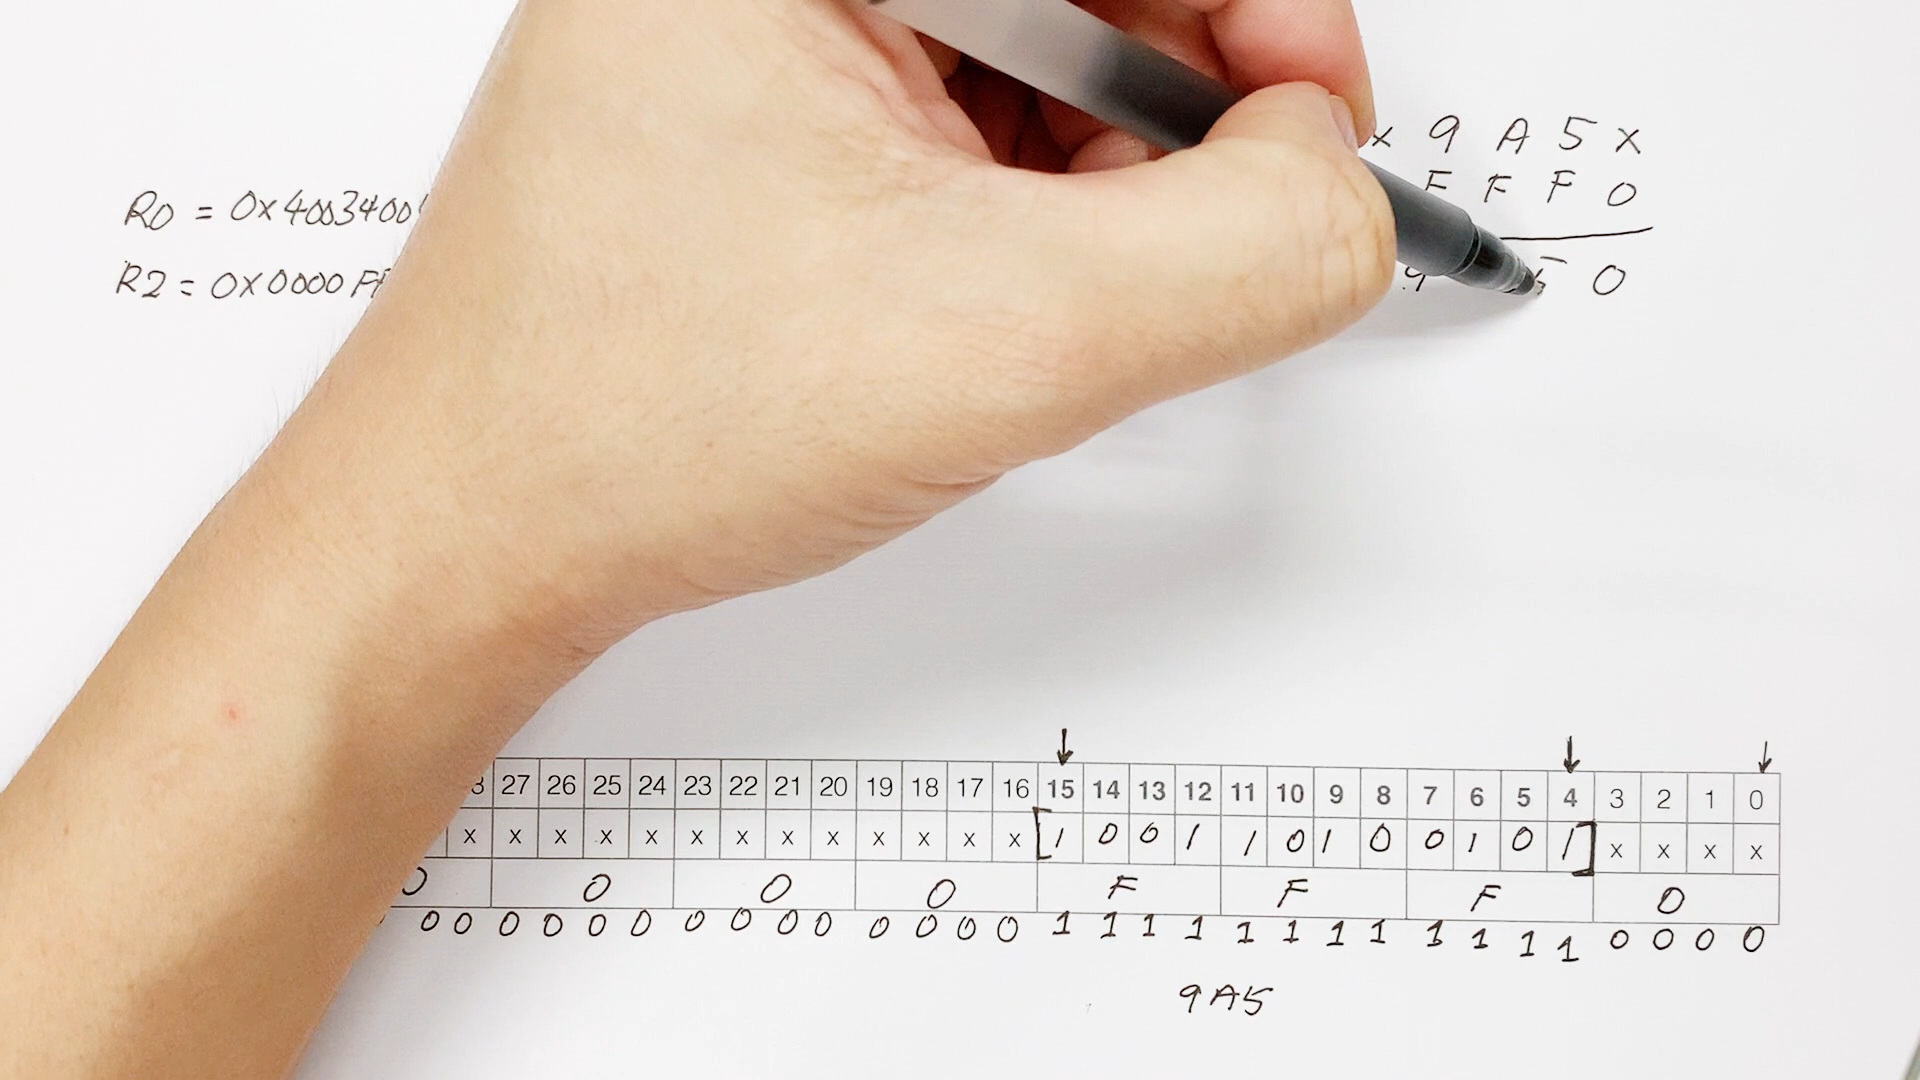 x 9 A 5 x
F F F 0
R0 = 0x4003400
R2 = 0x0000 F
9 5 0
27 26 25 24 23 22 21 20 19 18 17 16 15 14 13 12 11 10 9 8 7 6 5 4 3 2 1 0
x x x x x x x x x x x x x [1 0 0 1 1 0 1 0 0 1 0 1] x x x x
0 0 0 0 F F F 0
0 0 0 0 0 0 0 0 0 0 0 0 0 0 1 1 1 1 1 1 1 1 1 1 1 1 0 0 0 0
9A5